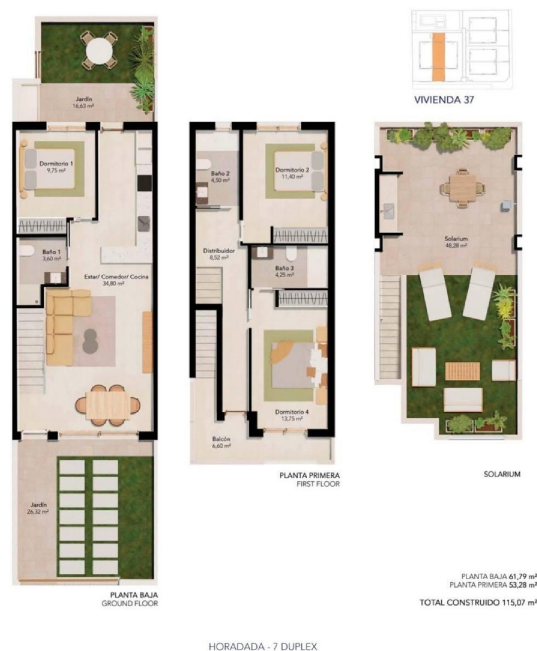 VIVIENDA 37
Jardín
16,63 m²
Dormitorio 1
9,75 m²
Baño 1
3,60 m²
Estar/ Comedor/ Cocina
34,80 m²
Jardín
26,32 m²
PLANTA BAJA
GROUND FLOOR
Baño 2
4,50 m²
Dormitorio 2
11,40 m²
Distribuidor
8,52 m²
Baño 3
4,25 m²
Dormitorio 4
13,75 m²
Balcón
6,60 m²
PLANTA PRIMERA
FIRST FLOOR
Solarium
48,28 m²
SOLARIUM
PLANTA BAJA 61,79 m²
PLANTA PRIMERA 53,28 m²
TOTAL CONSTRUIDO 115,07 m²
HORADADA - 7 DUPLEX